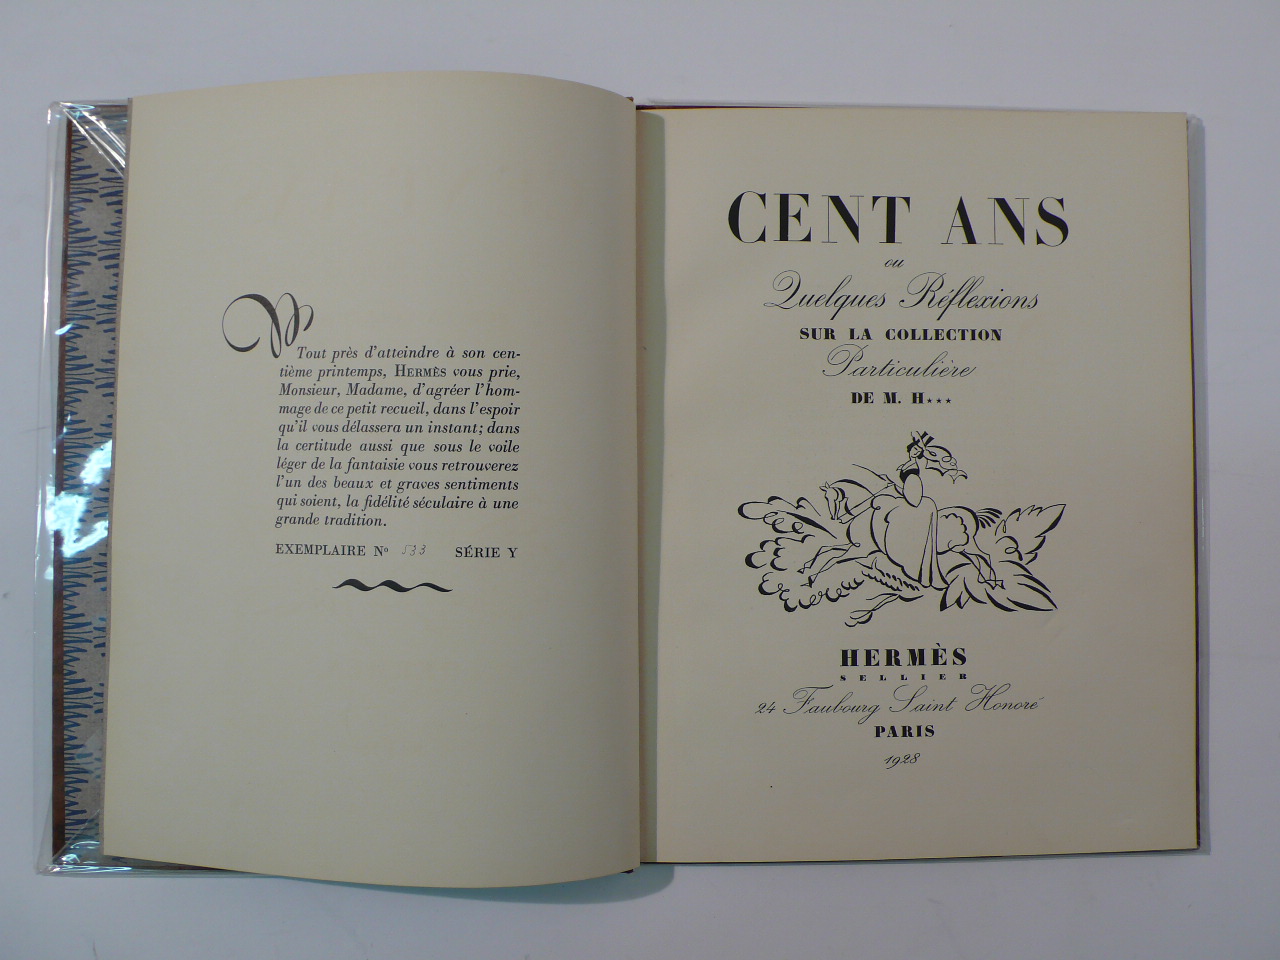 Tout près d'atteindre à son cen-
tième printemps, HERMÈS vous prie,
Monsieur, Madame, d'agréer l'hom-
mage de ce petit recueil, dans l'espoir
qu'il vous délassera un instant; dans
la certitude aussi que sous le voile
léger de la fantaisie vous retrouverez
l'un des beaux et graves sentiments
qui soient, la fidélité séculaire à une
grande tradition.
EXEMPLAIRE Nº 533 SÉRIE Y
CENT ANS
ou
Quelques Réflexions
SUR LA COLLECTION
Particulière
DE M. H***
HERMÈS
SELLIER
24 Faubourg Saint Honoré
PARIS
1928